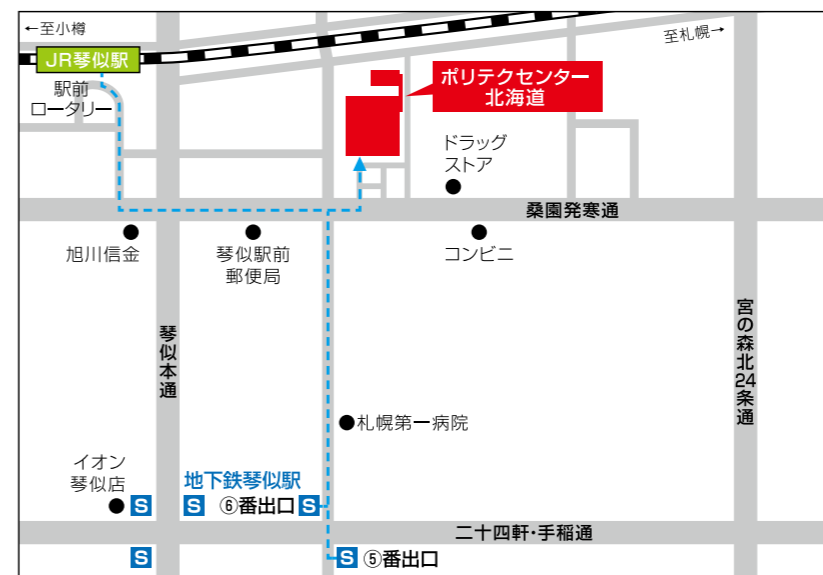 ←至小樽
至札幌→
JR琴似駅
駅前
ロータリー
ポリテクセンター
北海道
ドラッグ
ストア
桑園発寒通
旭川信金
琴似駅前
郵便局
コンビニ
琴似本通
宮の森北24条通
札幌第一病院
イオン
琴似店
S
地下鉄琴似駅
S ⑥番出口 S
二十四軒・手稲通
S
S ⑤番出口